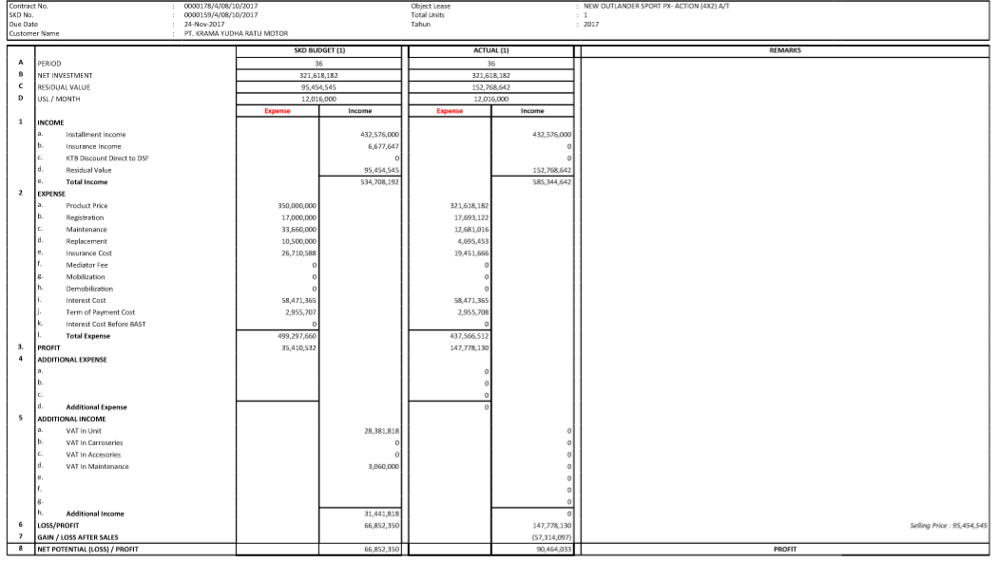 Contract No. : 0000178/4/08/10/2017 Object Lease : NEW OUTLANDER SPORT PX- ACTION (4X2) A/T
SKD No. : 0000159/4/08/10/2017 Total Units : 1
Due Date : 24-Nov-2017 Tahun : 2017
Customer Name : PT. KRAMA YUDHA RATU MOTOR
SKD BUDGET (1) ACTUAL (1) REMARKS
A PERIOD 36 36
B NET INVESTMENT 321,618,182 321,618,182
C RESIDUAL VALUE 95,454,545 152,768,642
D USL / MONTH 12,016,000 12,016,000
Expense Income Expense Income
1 INCOME
a. Installment Income 432,576,000 432,576,000
b. Insurance Income 6,677,647 0
c. KTB Discount Direct to DSF 0 0
d. Residual Value 95,454,545 152,768,642
e. Total Income 534,708,192 585,344,642
2 EXPENSE
a. Product Price 350,000,000 321,618,182
b. Registration 17,000,000 17,693,122
c. Maintenance 33,660,000 12,681,016
d. Replacement 10,500,000 4,695,453
e. Insurance Cost 26,710,588 19,451,666
f. Mediator Fee 0 0
g. Mobilization 0 0
h. Demobilization 0 0
i. Interest Cost 58,471,365 58,471,365
j. Term of Payment Cost 2,955,707 2,955,708
k. Interest Cost Before BAST 0 0
l. Total Expense 499,297,660 437,566,512
3. PROFIT 35,410,532 147,778,130
4 ADDITIONAL EXPENSE
a. 0
b. 0
c. 0
d. Additional Expense 0
5 ADDITIONAL INCOME
a. VAT In Unit 28,381,818 0
b. VAT In Carroseries 0 0
c. VAT In Accesories 0 0
d. VAT In Maintenance 3,060,000 0
e. 0
f. 0
g. 0
h. Additional Income 31,441,818 0
6 LOSS/PROFIT 66,852,350 147,778,130 Selling Price : 95,454,545
7 GAIN / LOSS AFTER SALES (57,314,097)
8 NET POTENTIAL (LOSS) / PROFIT 66,852,350 90,464,033 PROFIT